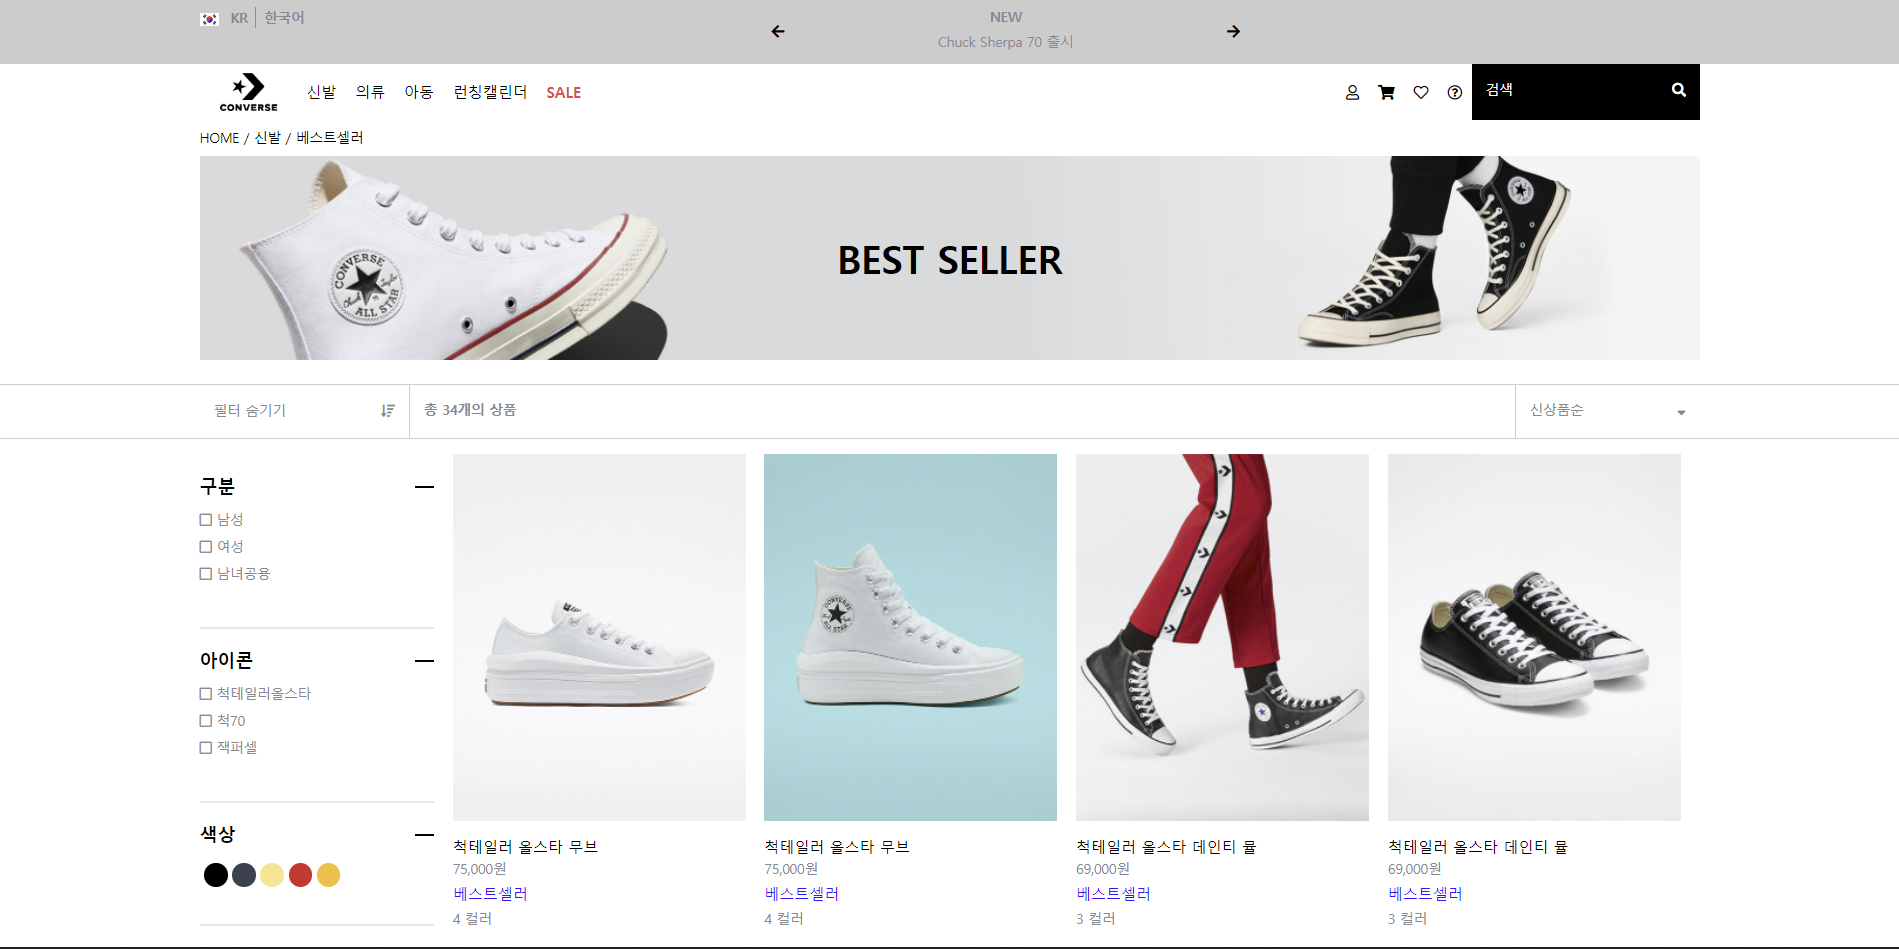 KR 한국어
NEW
Chuck Sherpa 70 출시
CONVERSE
신발 의류 아동 런칭캘린더 SALE
검색
HOME / 신발 / 베스트셀러
CONVERSE
Chuck Taylor
ALL STAR
BEST SELLER
필터 숨기기
총 34개의 상품
신상품순
구분
남성
여성
남녀공용
아이콘
척테일러올스타
척70
잭퍼셀
색상
CONVERSE
ALL STAR
척테일러 올스타 무브
75,000원
베스트셀러
4 컬러
척테일러 올스타 무브
75,000원
베스트셀러
4 컬러
척테일러 올스타 데인티 뮬
69,000원
베스트셀러
3 컬러
척테일러 올스타 데인티 뮬
69,000원
베스트셀러
3 컬러